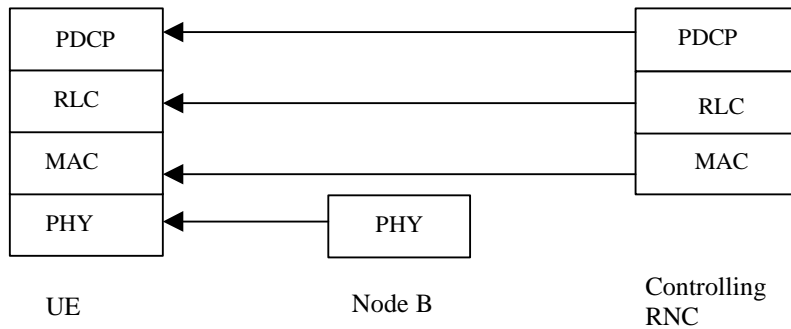 PDCP
PDCP
RLC
RLC
MAC
MAC
PHY
PHY
UE
Node B
Controlling
RNC